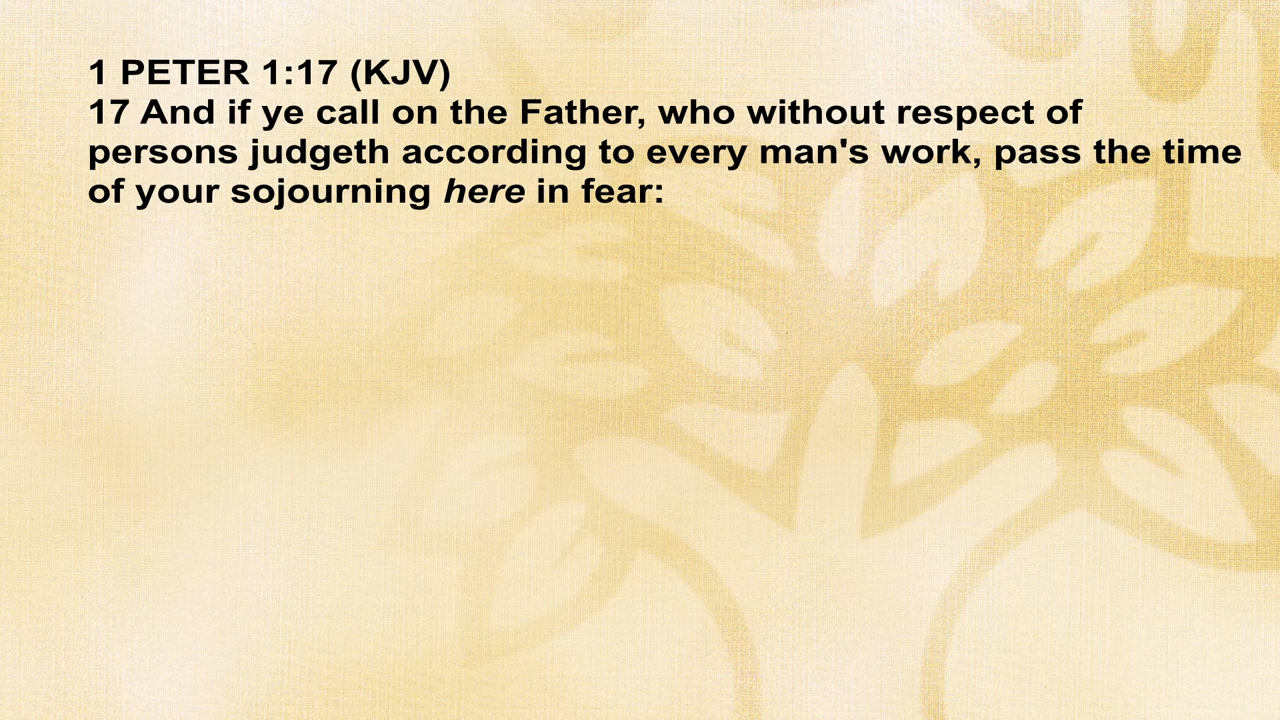 1 PETER 1:17 (KJV)
17 And if ye call on the Father, who without respect of
persons judgeth according to every man's work, pass the time
of your sojourning here in fear: